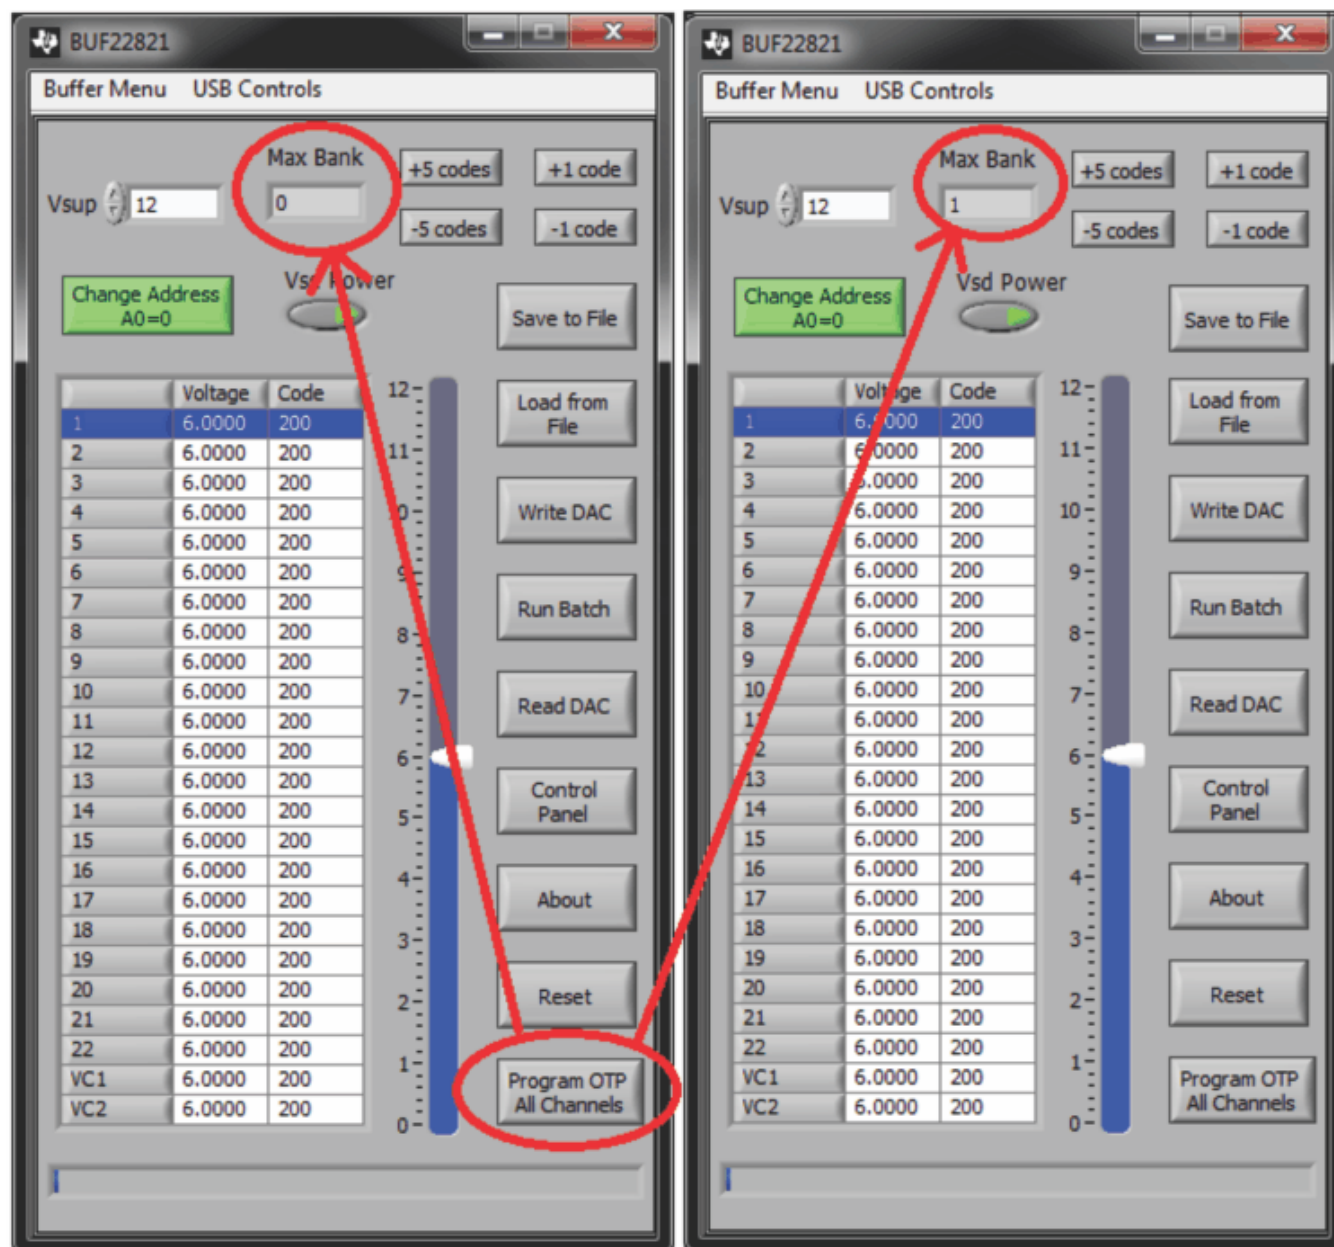 BUF22821
Buffer Menu USB Controls
Max Bank
Vsup 12
0
+5 codes +1 code
-5 codes -1 code
Change Address
A0=0
Vsd Power
Save to File
Voltage Code
1 6.0000 200
2 6.0000 200
3 6.0000 200
4 6.0000 200
5 6.0000 200
6 6.0000 200
7 6.0000 200
8 6.0000 200
9 6.0000 200
10 6.0000 200
11 6.0000 200
12 6.0000 200
13 6.0000 200
14 6.0000 200
15 6.0000 200
16 6.0000 200
17 6.0000 200
18 6.0000 200
19 6.0000 200
20 6.0000 200
21 6.0000 200
22 6.0000 200
VC1 6.0000 200
VC2 6.0000 200
12
11
10
9
8
7
6
5
4
3
2
1
0
Load from
File
Write DAC
Run Batch
Read DAC
Control
Panel
About
Reset
Program OTP
All Channels
BUF22821
Buffer Menu USB Controls
Max Bank
Vsup 12
1
+5 codes +1 code
-5 codes -1 code
Change Address
A0=0
Vsd Power
Save to File
Voltage Code
1 6.0000 200
2 6.0000 200
3 6.0000 200
4 6.0000 200
5 6.0000 200
6 6.0000 200
7 6.0000 200
8 6.0000 200
9 6.0000 200
10 6.0000 200
11 6.0000 200
12 6.0000 200
13 6.0000 200
14 6.0000 200
15 6.0000 200
16 6.0000 200
17 6.0000 200
18 6.0000 200
19 6.0000 200
20 6.0000 200
21 6.0000 200
22 6.0000 200
VC1 6.0000 200
VC2 6.0000 200
12
11
10
9
8
7
6
5
4
3
2
1
0
Load from
File
Write DAC
Run Batch
Read DAC
Control
Panel
About
Reset
Program OTP
All Channels